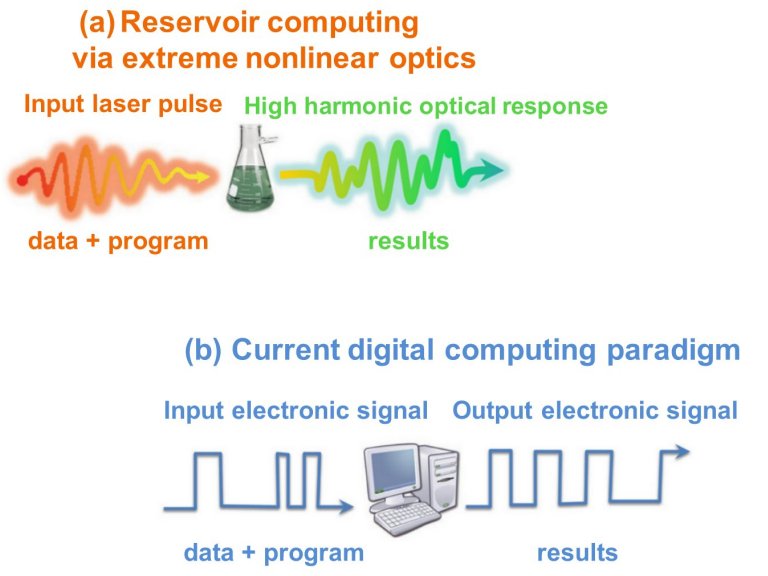 (a) Reservoir computing
via extreme nonlinear optics
Input laser pulse High harmonic optical response
data + program results
(b) Current digital computing paradigm
Input electronic signal Output electronic signal
data + program results